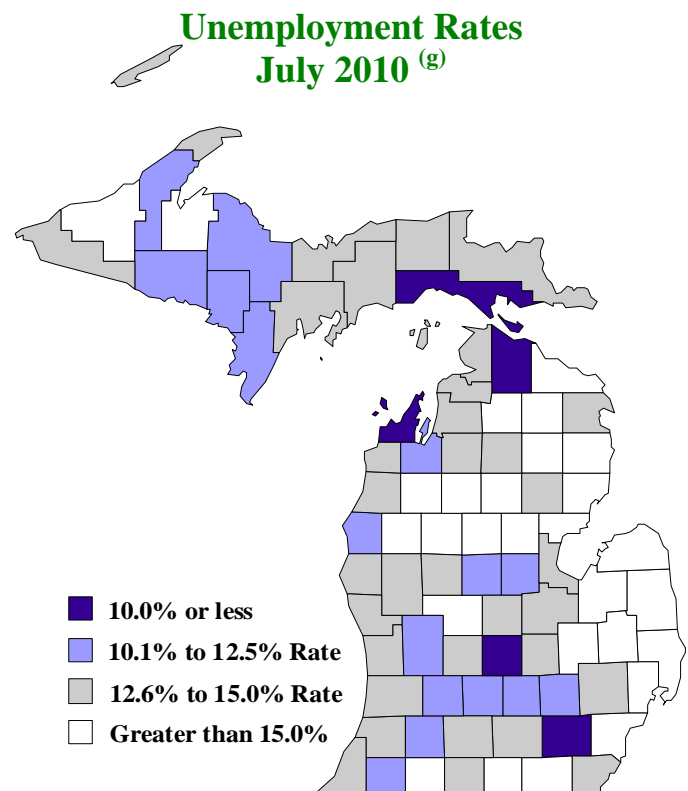 Unemployment Rates
July 2010 (g)
10.0% or less
10.1% to 12.5% Rate
12.6% to 15.0% Rate
Greater than 15.0%